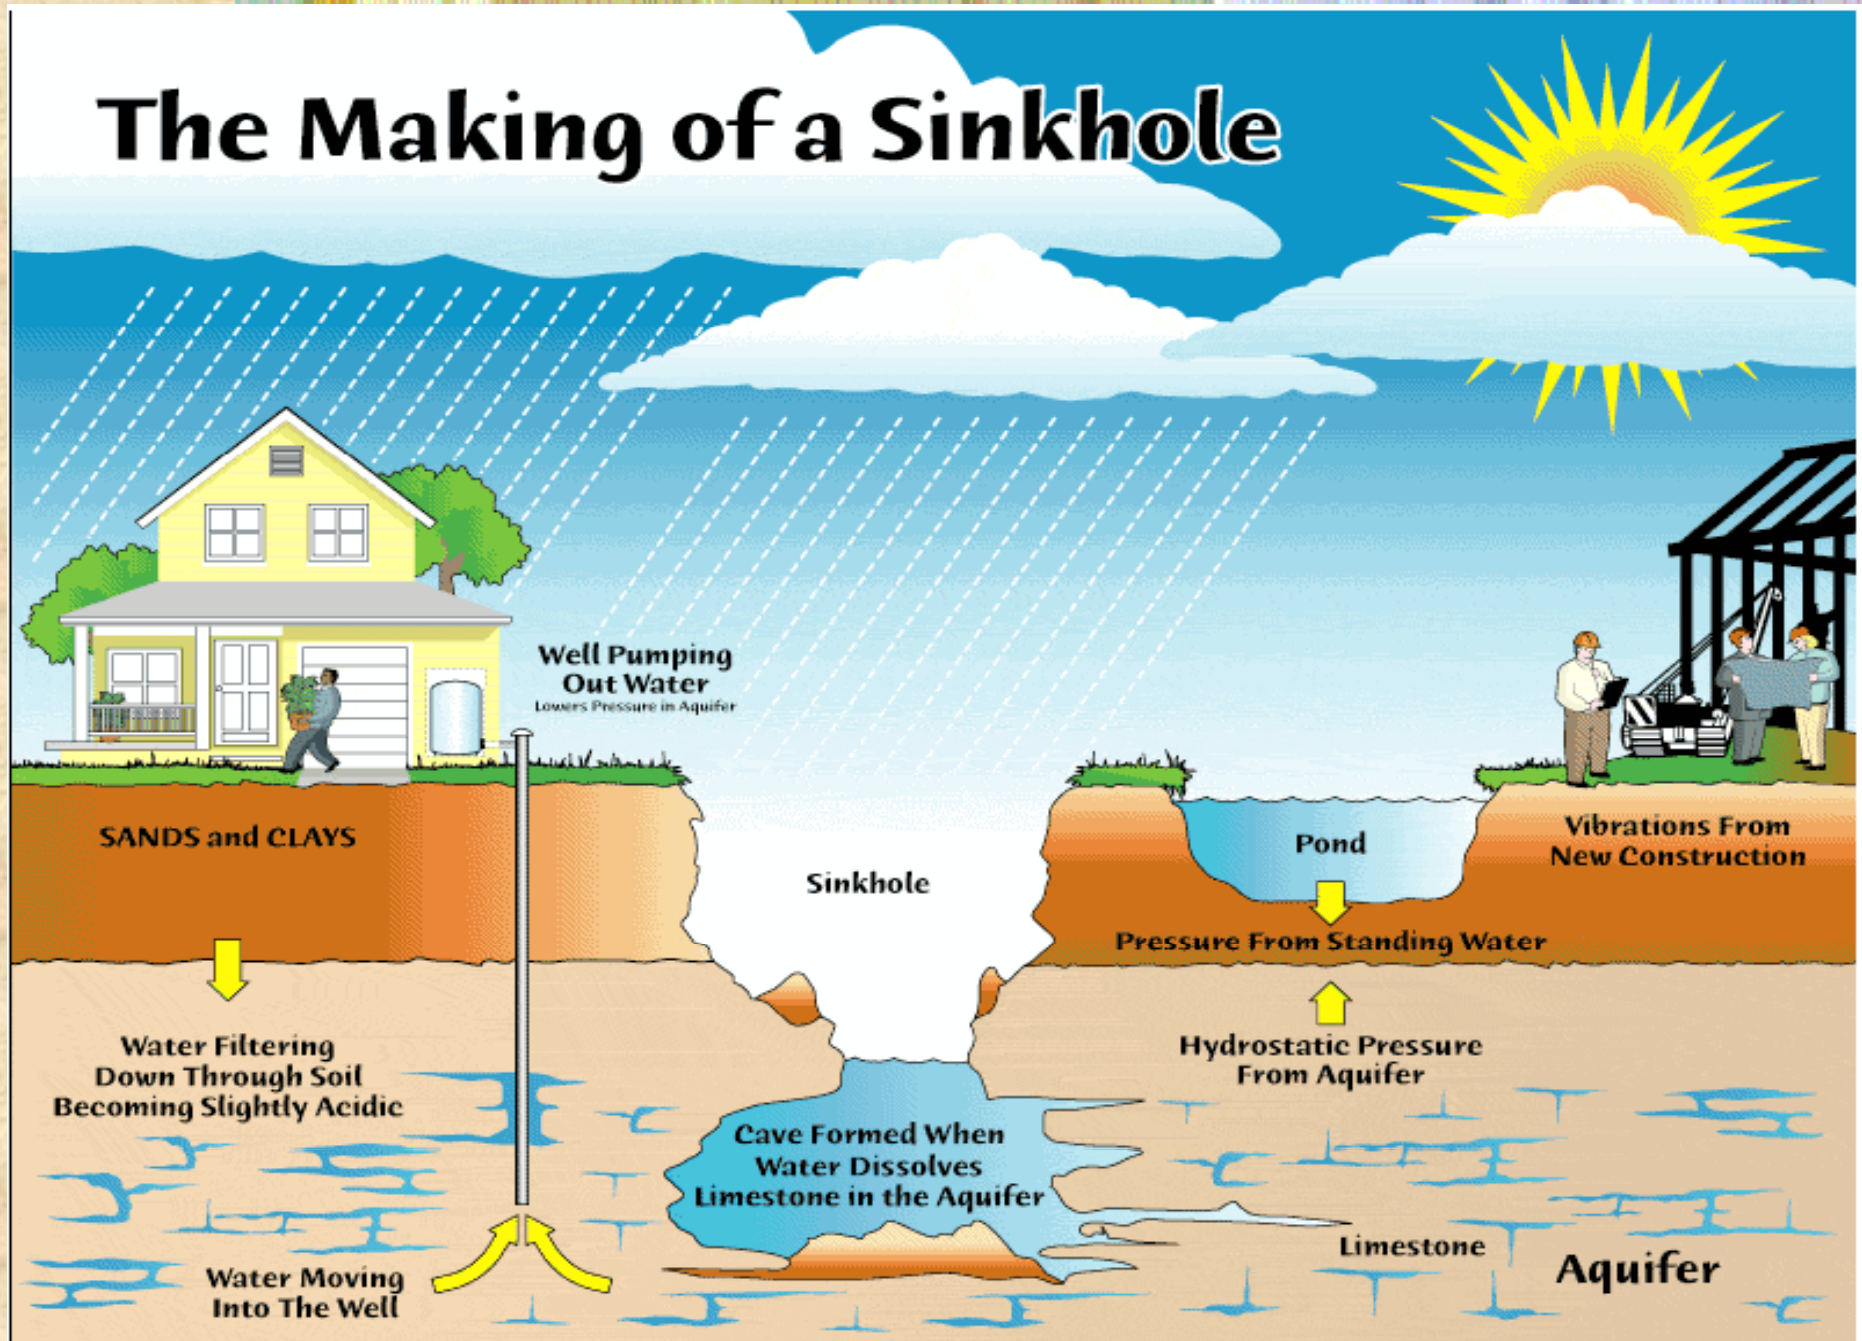 The Making of a Sinkhole
Well Pumping
Out Water
Lowers Pressure in Aquifer
SANDS and CLAYS
Sinkhole
Pond
Vibrations From
New Construction
Pressure From Standing Water
Water Filtering
Down Through Soil
Becoming Slightly Acidic
Hydrostatic Pressure
From Aquifer
Cave Formed When
Water Dissolves
Limestone in the Aquifer
Limestone
Aquifer
Water Moving
Into The Well